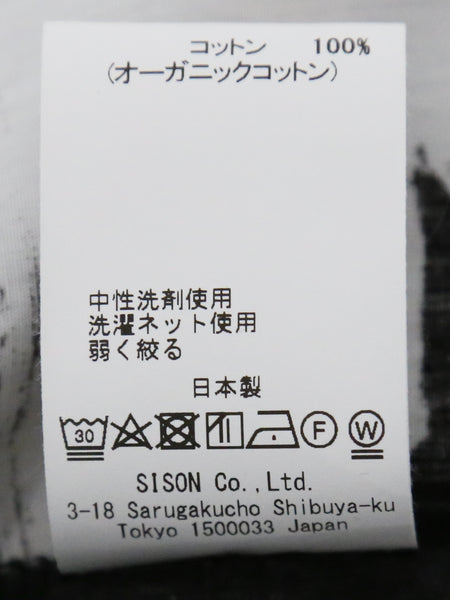 コットン 100%
(オーガニックコットン)
中性洗剤使用
洗濯ネット使用
弱く絞る
日本製
30 F W
SISON Co.,Ltd.
3-18 Sarugakucho Shibuya-ku
Tokyo 1500033 Japan